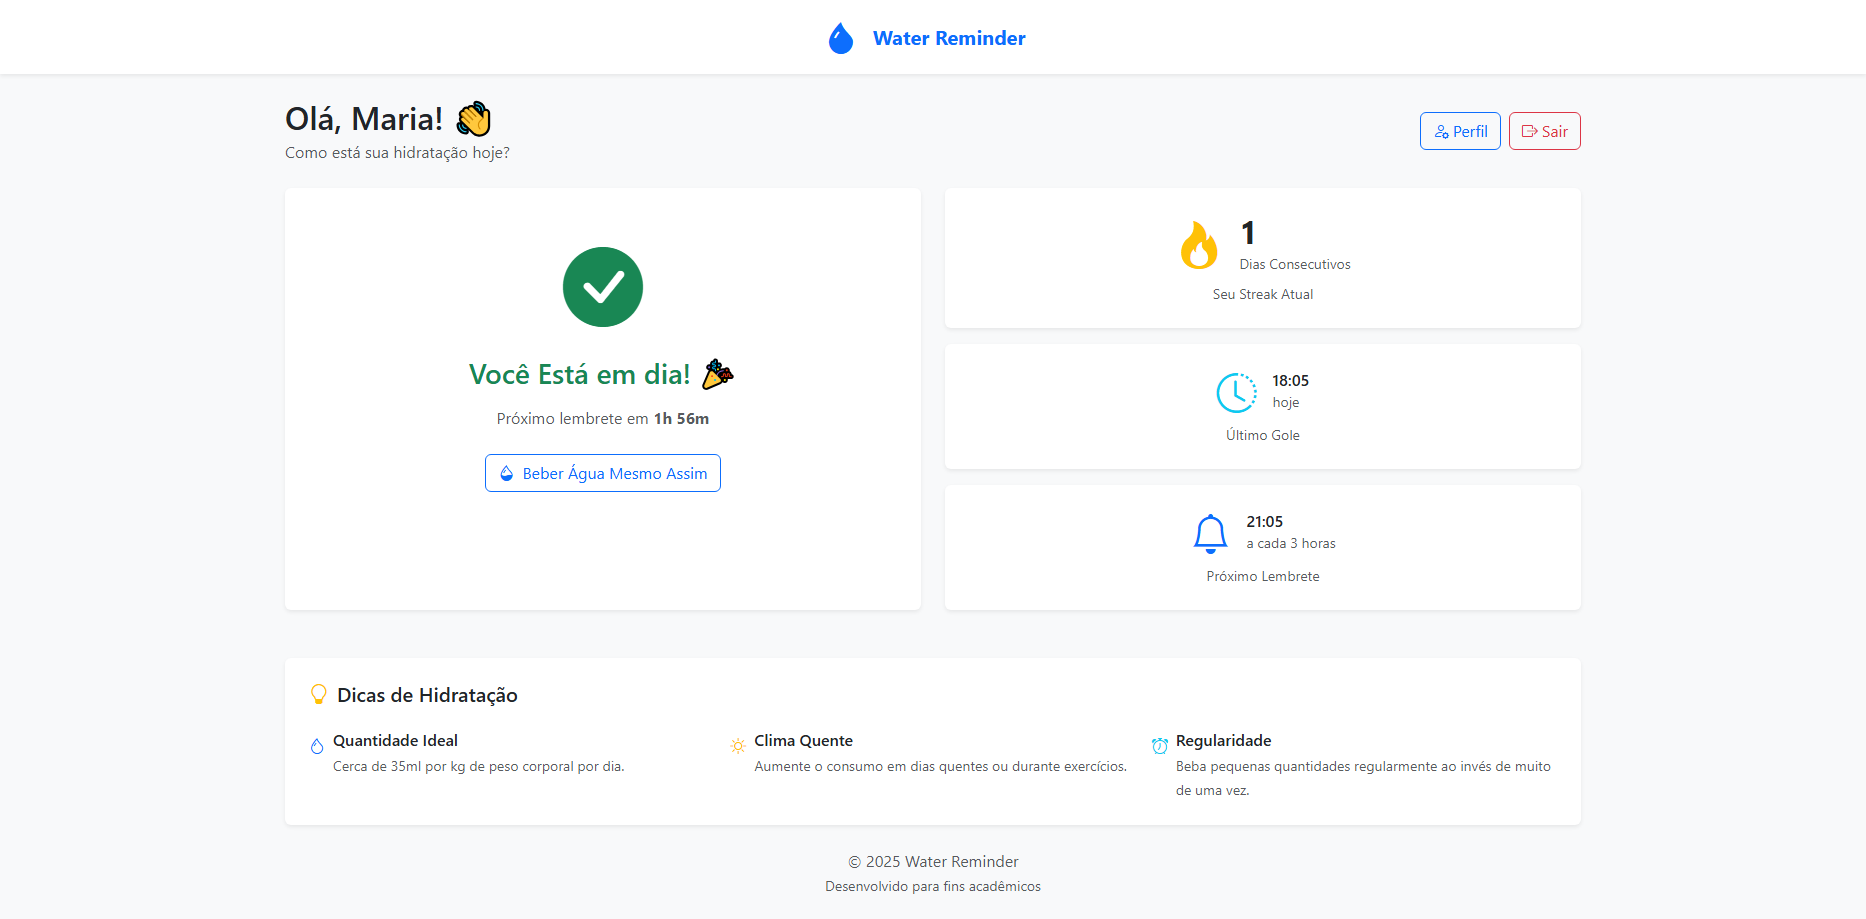 Water Reminder
Olá, Maria! 👋
Como está sua hidratação hoje?
Perfil
Sair
Você Está em dia! 🎉
Próximo lembrete em 1h 56m
Beber Água Mesmo Assim
1
Dias Consecutivos
Seu Streak Atual
18:05
hoje
Último Gole
21:05
a cada 3 horas
Próximo Lembrete
Dicas de Hidratação
Quantidade Ideal
Cerca de 35ml por kg de peso corporal por dia.
Clima Quente
Aumente o consumo em dias quentes ou durante exercícios.
Regularidade
Beba pequenas quantidades regularmente ao invés de muito
de uma vez.
© 2025 Water Reminder
Desenvolvido para fins acadêmicos